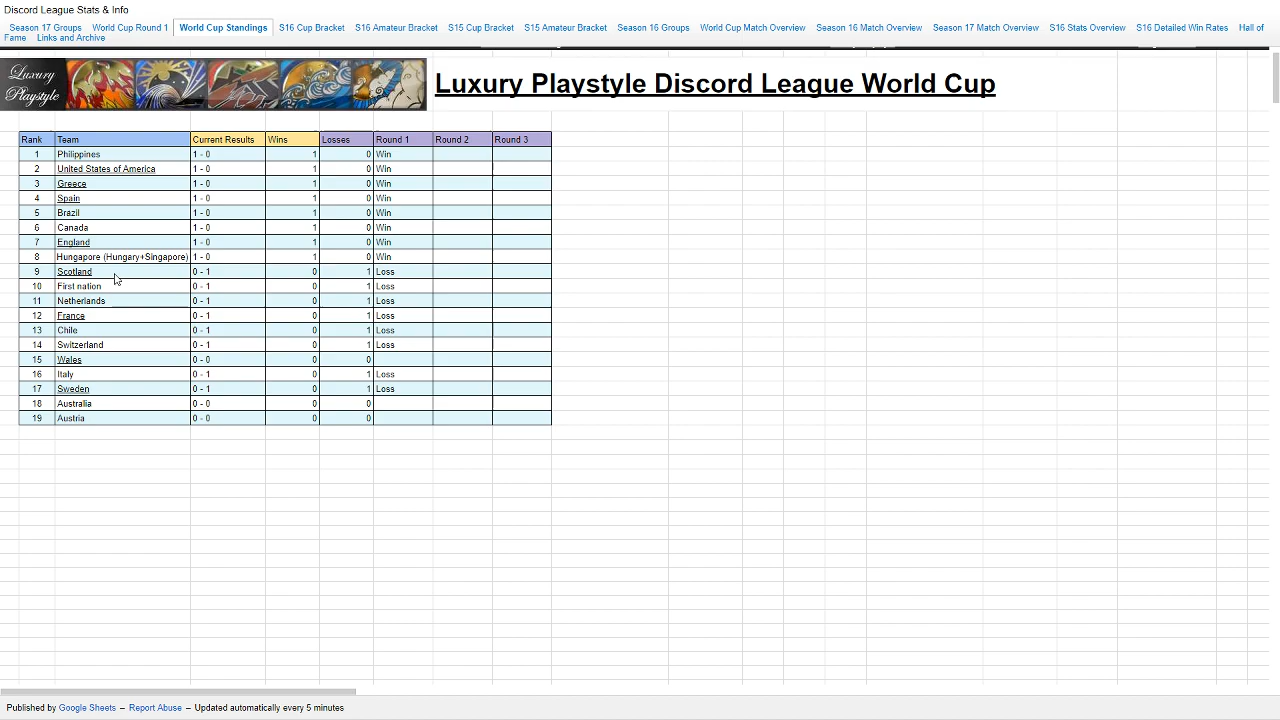 Discord League Stats & Info
Season 17 Groups World Cup Round 1 World Cup Standings S16 Cup Bracket S16 Amateur Bracket S15 Cup Bracket S15 Amateur Bracket Season 16 Groups World Cup Match Overview Season 16 Match Overview Season 17 Match Overview S16 Stats Overview S16 Detailed Win Rates Hall of
Fame Links and Archive
Luxury
Playstyle
Luxury Playstyle Discord League World Cup
Rank Team Current Results Wins Losses Round 1 Round 2 Round 3
1 Philippines 1 - 0 1 0 Win
2 United States of America 1 - 0 1 0 Win
3 Greece 1 - 0 1 0 Win
4 Spain 1 - 0 1 0 Win
5 Brazil 1 - 0 1 0 Win
6 Canada 1 - 0 1 0 Win
7 England 1 - 0 1 0 Win
8 Hungapore (Hungary+Singapore) 1 - 0 1 0 Win
9 Scotland 0 - 1 0 1 Loss
10 First nation 0 - 1 0 1 Loss
11 Netherlands 0 - 1 0 1 Loss
12 France 0 - 1 0 1 Loss
13 Chile 0 - 1 0 1 Loss
14 Switzerland 0 - 1 0 1 Loss
15 Wales 0 - 0 0 0
16 Italy 0 - 1 0 1 Loss
17 Sweden 0 - 1 0 1 Loss
18 Australia 0 - 0 0 0
19 Austria 0 - 0 0 0
Published by Google Sheets – Report Abuse – Updated automatically every 5 minutes